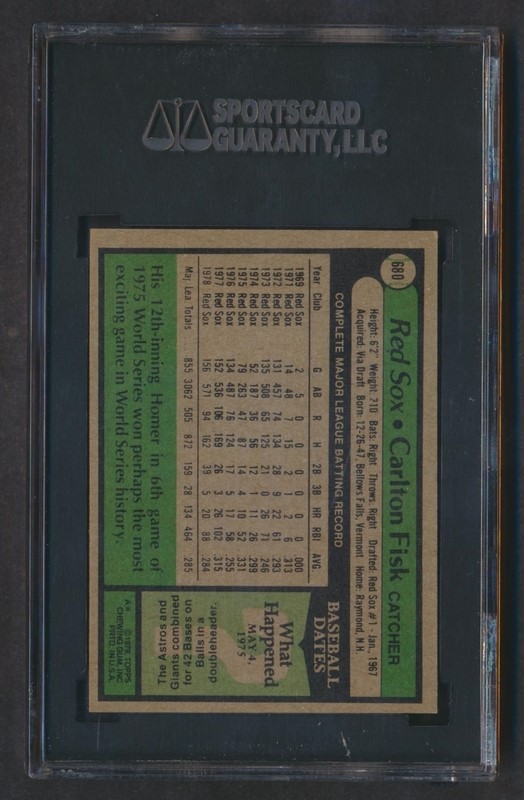 SPORTSCARD
GUARANTY, LLC
680
Red Sox • Carlton Fisk CATCHER
Height: 6'2" Weight: 210 Bats: Right Throws: Right Drafted: Red Sox #1 - Jan., 1967
Acquired: Via Draft Born: 12-26-47, Bellows Falls, Vermont Home: Raymond, N.H.
COMPLETE MAJOR LEAGUE BATTING RECORD
Year Club G AB R H 2B 3B HR RBI AVG.
1969 Red Sox 2 5 0 0 0 0 0 0 .000
1971 Red Sox 14 48 7 15 2 1 2 6 .313
1972 Red Sox 131 457 74 134 28 9 22 61 .293
1973 Red Sox 135 508 65 125 21 0 26 71 .246
1974 Red Sox 52 187 36 56 12 1 11 26 .299
1975 Red Sox 79 263 47 87 14 4 10 52 .331
1976 Red Sox 134 487 76 124 17 5 17 58 .255
1977 Red Sox 152 536 106 169 26 3 26 102 .315
1978 Red Sox 156 571 94 162 39 5 20 88 .284
Maj. Lea. Totals 855 3062 505 872 159 28 134 464 .285
His 12th-inning Homer in 6th game of
1975 World Series won perhaps the most
exciting game in World Series history.
BASEBALL
DATES
What
Happened
MAY 4,
1975
The Astros and
Giants combined
for 42 Bases on
Balls in a
doubleheader.
©1979 TOPPS
CHEWING GUM, INC.
PRTD. IN U.S.A.